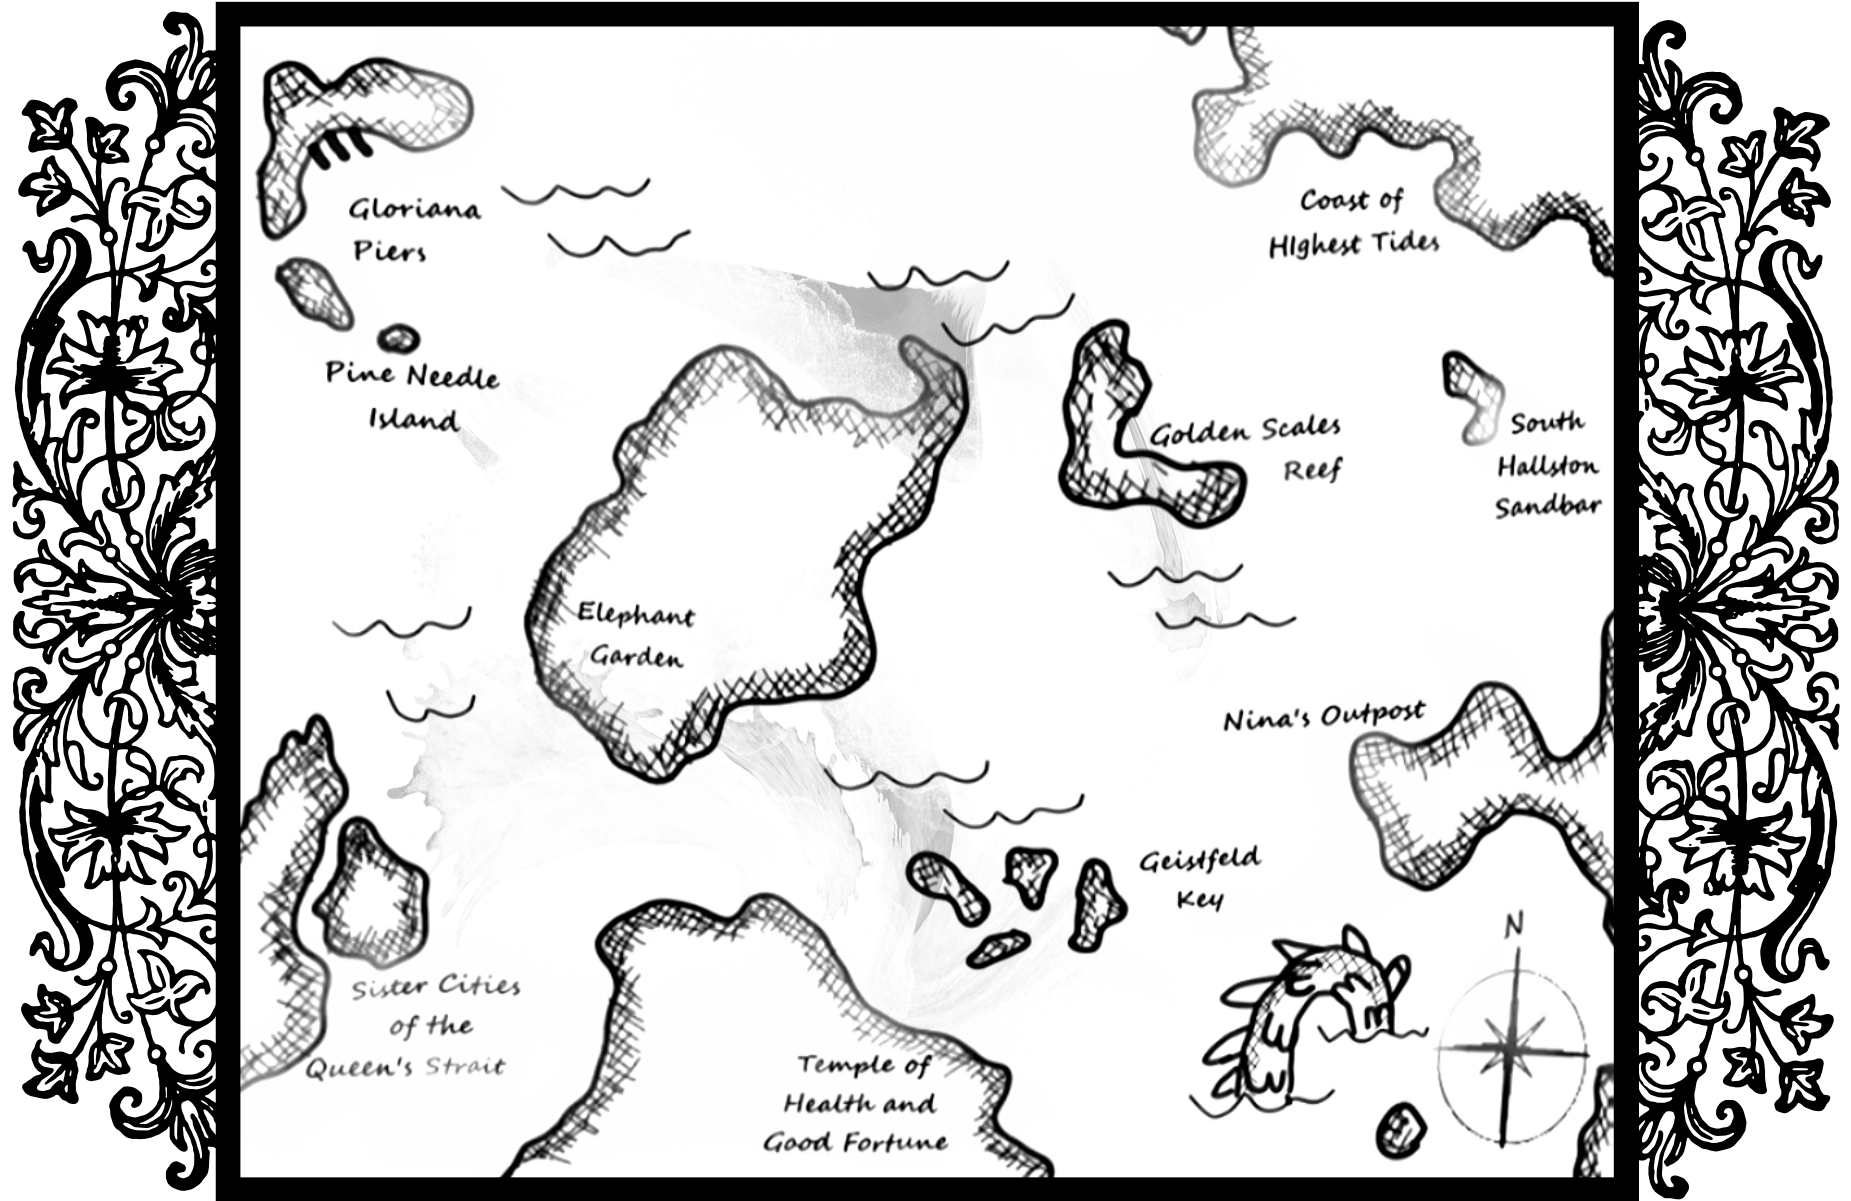 Gloriana
Piers
Coast of
HIghest Tides
Pine Needle
Island
Golden Scales
Reef
South
Hallston
Sandbar
Elephant
Garden
Nina's Outpost
Geistfeld
Key
N
Sister Cities
of the
Queen's Strait
Temple of
Health and
Good Fortune